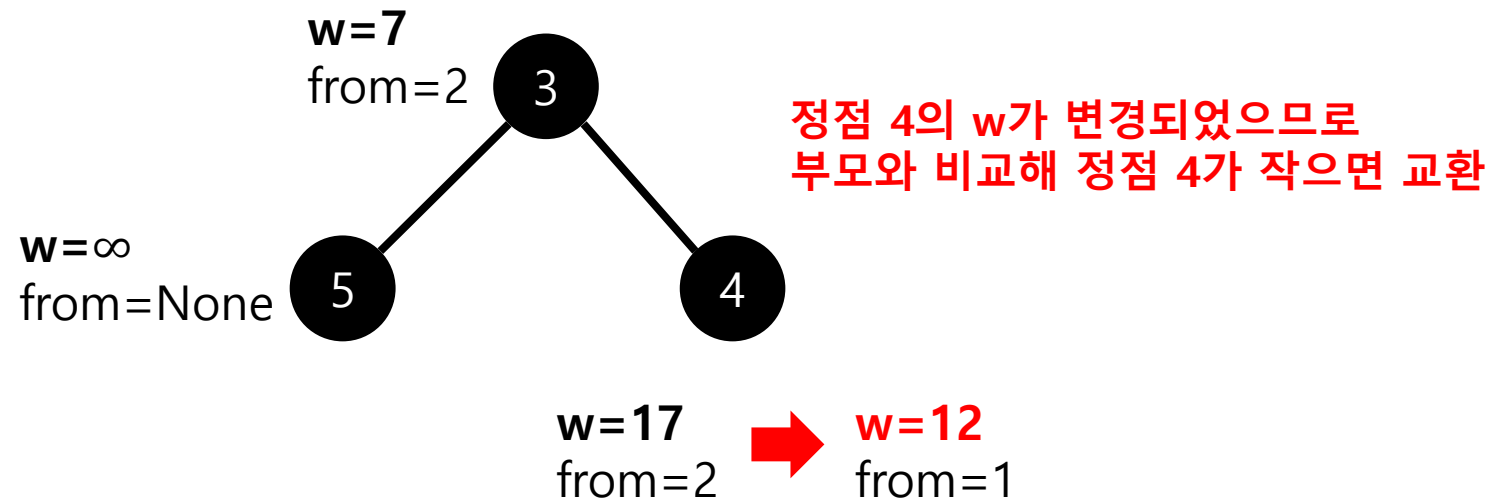 w=7
from=2
3
정점 4의 w가 변경되었으므로
부모와 비교해 정점 4가 작으면 교환
w=∞
from=None
5
4
w=17
from=2
w=12
from=1